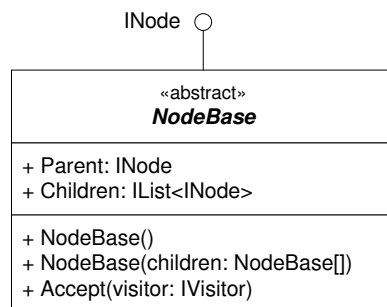 INode
«abstract»
NodeBase
+ Parent: INode
+ Children: IList<INode>
+ NodeBase()
+ NodeBase(children: NodeBase[])
+ Accept(visitor: IVisitor)